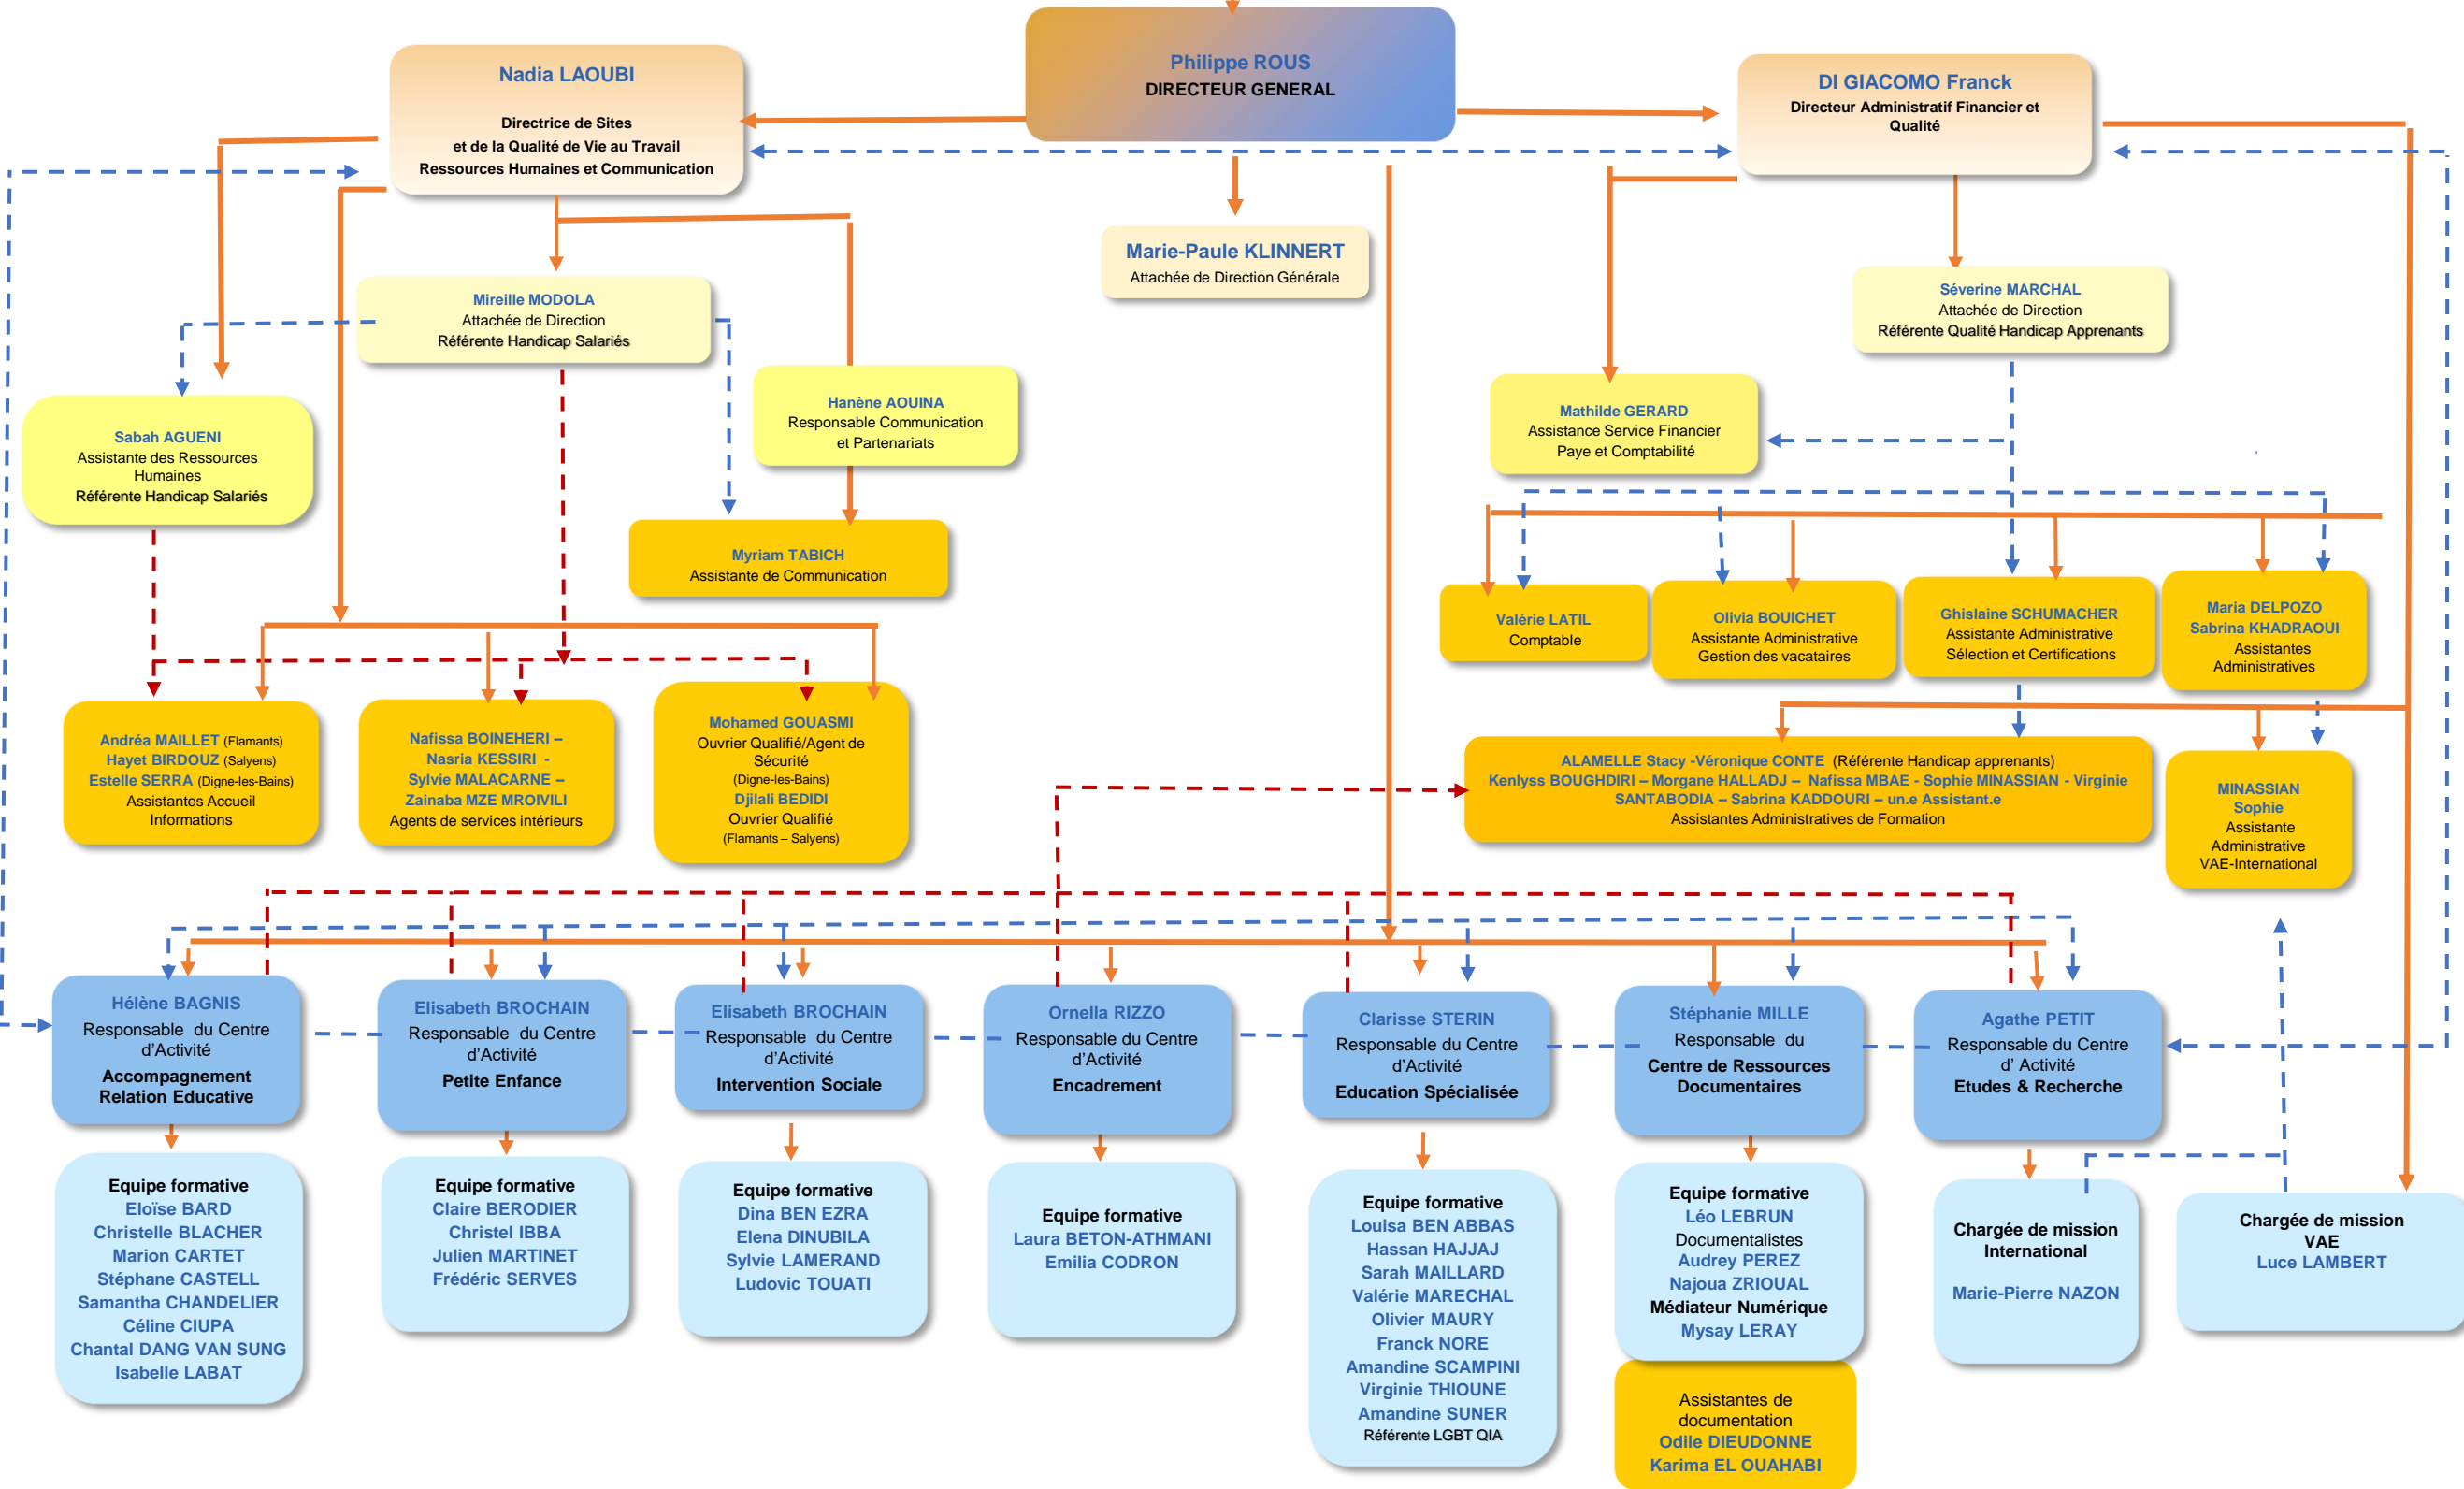 Philippe ROUS
DIRECTEUR GENERAL
Nadia LAOUBI
Directrice de Sites
et de la Qualité de Vie au Travail
Ressources Humaines et Communication
DI GIACOMO Franck
Directeur Administratif Financier et
Qualité
Marie-Paule KLINNERT
Attachée de Direction Générale
Mireille MODOLA
Attachée de Direction
Référente Handicap Salariés
Séverine MARCHAL
Attachée de Direction
Référente Qualité Handicap Apprenants
Hanène AOUINA
Responsable Communication
et Partenariats
Mathilde GERARD
Assistance Service Financier
Paye et Comptabilité
Sabah AGUENI
Assistante des Ressources
Humaines
Référente Handicap Salariés
Myriam TABICH
Assistante de Communication
Valérie LATIL
Comptable
Olivia BOUICHET
Assistante Administrative
Gestion des vacataires
Ghislaine SCHUMACHER
Assistante Administrative
Sélection et Certifications
Maria DELPOZO
Sabrina KHADRAOUI
Assistantes
Administratives
Andréa MAILLET (Flamants)
Hayet BIRDOUZ (Salyens)
Estelle SERRA (Digne-les-Bains)
Assistantes Accueil
Informations
Nafissa BOINEHERI –
Nasria KESSIRI -
Sylvie MALACARNE –
Zainaba MZE MROIVILI
Agents de services intérieurs
Mohamed GOUASMI
Ouvrier Qualifié/Agent de
Sécurité
(Digne-les-Bains)
Djilali BEDIDI
Ouvrier Qualifié
(Flamants – Salyens)
ALAMELLE Stacy -Véronique CONTE (Référente Handicap apprenants)
Kenlyss BOUGHDIRI – Morgane HALLADJ – Nafissa MBAE - Sophie MINASSIAN - Virginie
SANTABODIA – Sabrina KADDOURI – un.e Assistant.e
Assistantes Administratives de Formation
MINASSIAN
Sophie
Assistante
Administrative
VAE-International
Hélène BAGNIS
Responsable du Centre
d'Activité
Accompagnement
Relation Educative
Elisabeth BROCHAIN
Responsable du Centre
d'Activité
Petite Enfance
Elisabeth BROCHAIN
Responsable du Centre
d'Activité
Intervention Sociale
Ornella RIZZO
Responsable du Centre
d'Activité
Encadrement
Clarisse STERIN
Responsable du Centre
d'Activité
Education Spécialisée
Stéphanie MILLE
Responsable du
Centre de Ressources
Documentaires
Agathe PETIT
Responsable du Centre
d' Activité
Etudes & Recherche
Equipe formative
Eloïse BARD
Christelle BLACHER
Marion CARTET
Stéphane CASTELL
Samantha CHANDELIER
Céline CIUPA
Chantal DANG VAN SUNG
Isabelle LABAT
Equipe formative
Claire BERODIER
Christel IBBA
Julien MARTINET
Frédéric SERVES
Equipe formative
Dina BEN EZRA
Elena DINUBILA
Sylvie LAMERAND
Ludovic TOUATI
Equipe formative
Laura BETON-ATHMANI
Emilia CODRON
Equipe formative
Louisa BEN ABBAS
Hassan HAJJAJ
Sarah MAILLARD
Valérie MARECHAL
Olivier MAURY
Franck NORE
Amandine SCAMPINI
Virginie THIOUNE
Amandine SUNER
Référente LGBT QIA
Equipe formative
Léo LEBRUN
Documentalistes
Audrey PEREZ
Najoua ZRIOUAL
Médiateur Numérique
Mysay LERAY
Assistantes de
documentation
Odile DIEUDONNE
Karima EL OUAHABI
Chargée de mission
International
Marie-Pierre NAZON
Chargée de mission
VAE
Luce LAMBERT